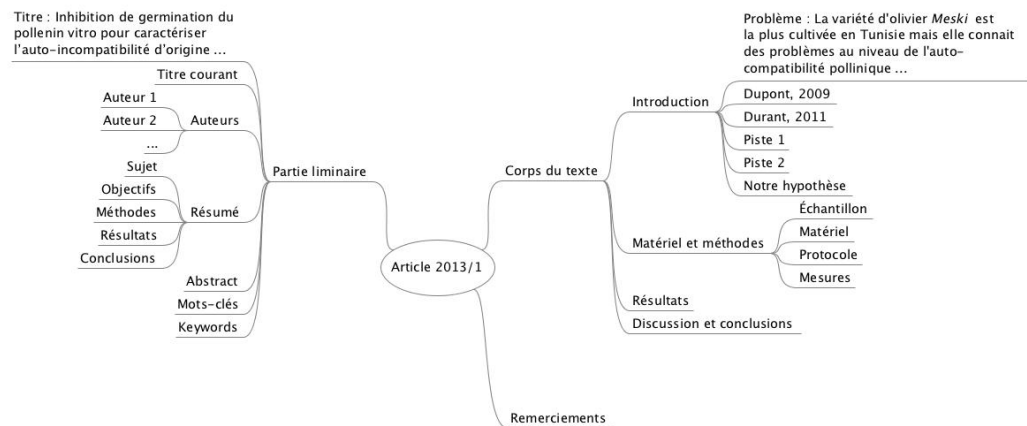 Titre : Inhibition de germination du
pollenin vitro pour caractériser
l'auto-incompatibilité d'origine ...
Titre courant
Auteur 1
Auteur 2
...
Auteurs
Sujet
Objectifs
Méthodes
Résultats
Conclusions
Résumé
Abstract
Mots-clés
Keywords
Partie liminaire
Article 2013/1
Corps du texte
Introduction
Problème : La variété d'olivier Meski est
la plus cultivée en Tunisie mais elle connait
des problèmes au niveau de l'auto-
compatibilité pollinique ...
Dupont, 2009
Durant, 2011
Piste 1
Piste 2
Notre hypothèse
Matériel et méthodes
Échantillon
Matériel
Protocole
Mesures
Résultats
Discussion et conclusions
Remerciements